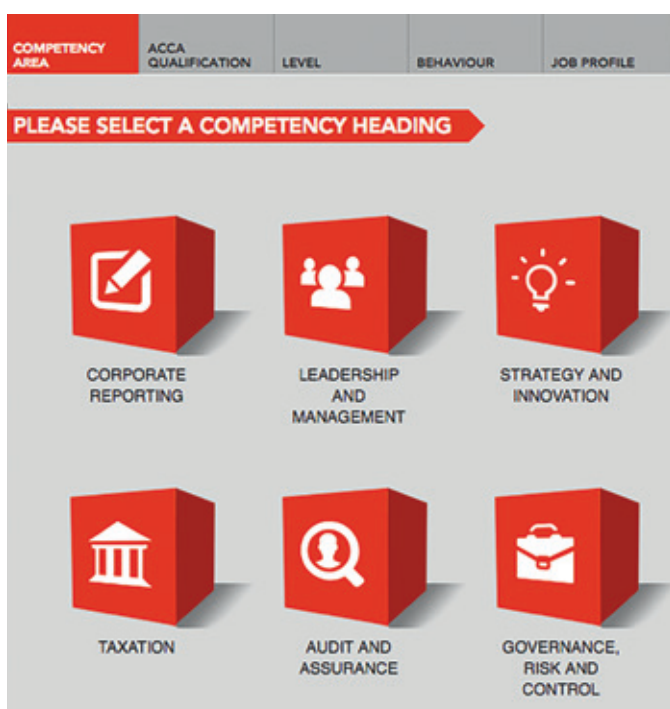 COMPETENCY
AREA
ACCA
QUALIFICATION
LEVEL
BEHAVIOUR
JOB PROFILE
PLEASE SELECT A COMPETENCY HEADING
CORPORATE
REPORTING
LEADERSHIP
AND
MANAGEMENT
STRATEGY AND
INNOVATION
TAXATION
AUDIT AND
ASSURANCE
GOVERNANCE,
RISK AND
CONTROL